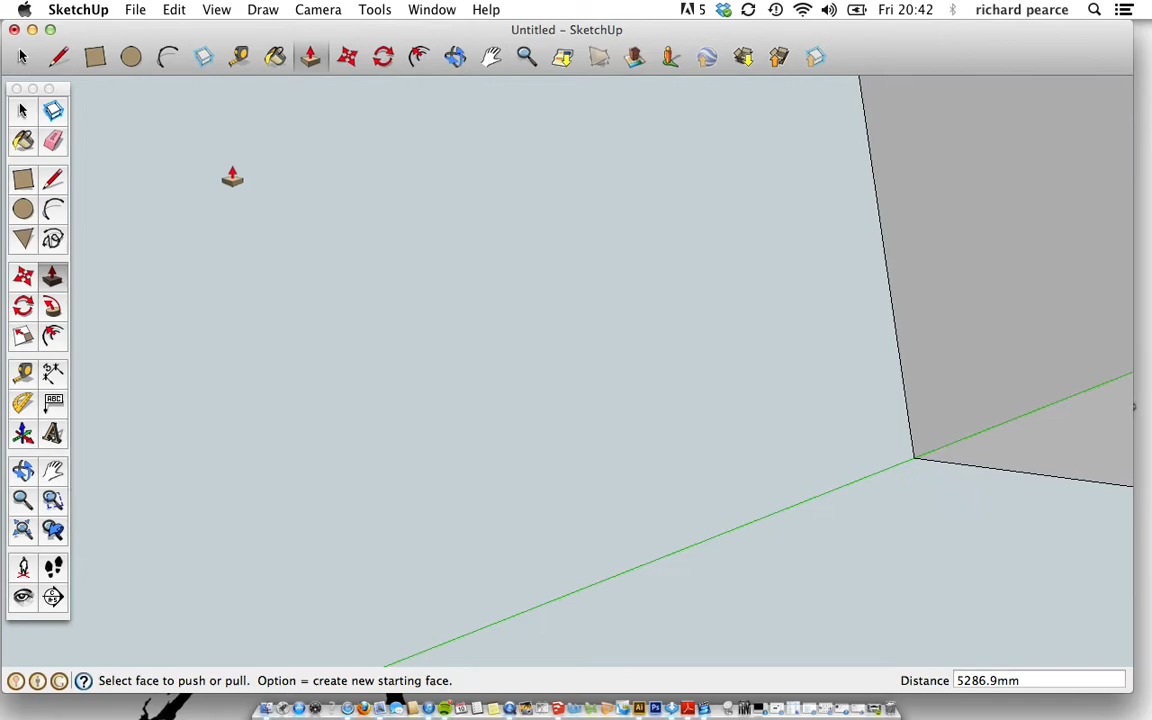 SketchUp File Edit View Draw Camera Tools Window Help 5 Fri 20:42 richard pearce
Untitled – SketchUp
ABC
A
Select face to push or pull. Option = create new starting face. Distance 5286.9mm